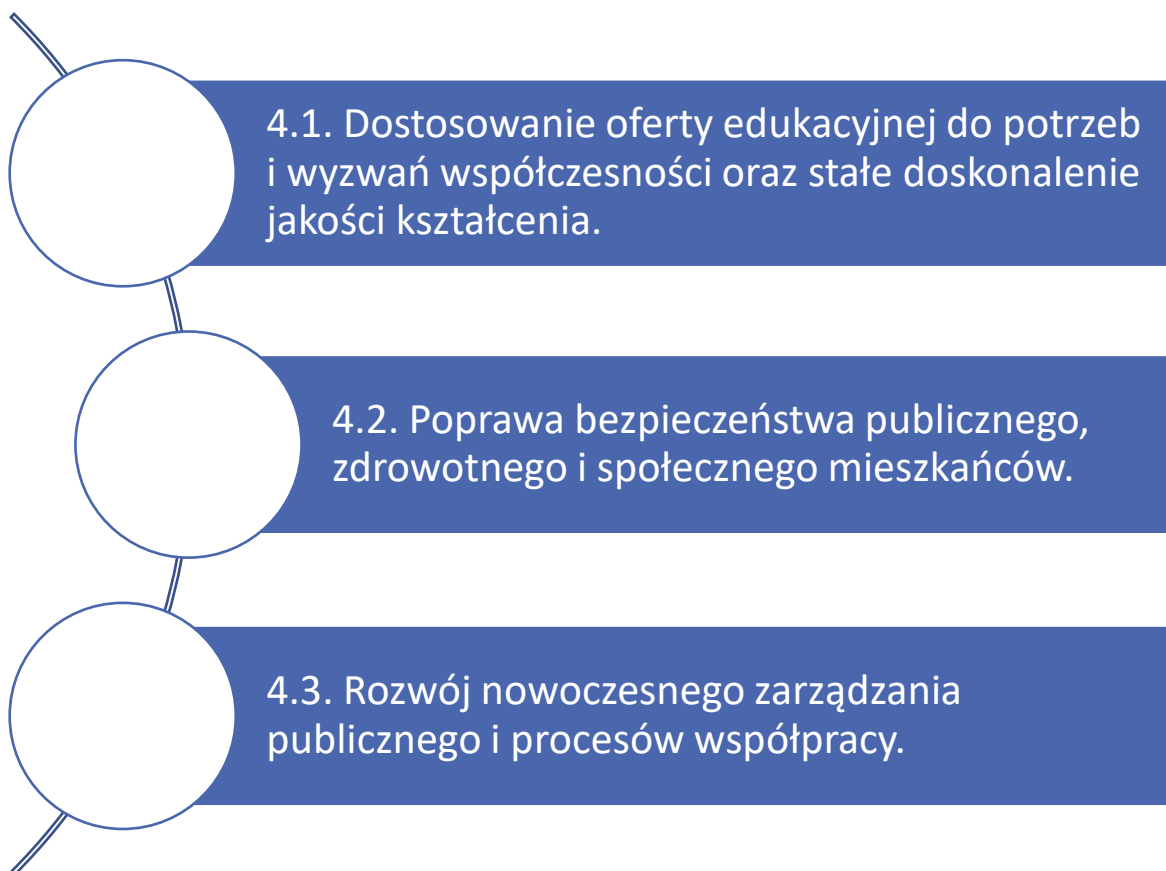 4.1. Dostosowanie oferty edukacyjnej do potrzeb
i wyzwań współczesności oraz stałe doskonalenie
jakości kształcenia.
4.2. Poprawa bezpieczeństwa publicznego,
zdrowotnego i społecznego mieszkańców.
4.3. Rozwój nowoczesnego zarządzania
publicznego i procesów współpracy.